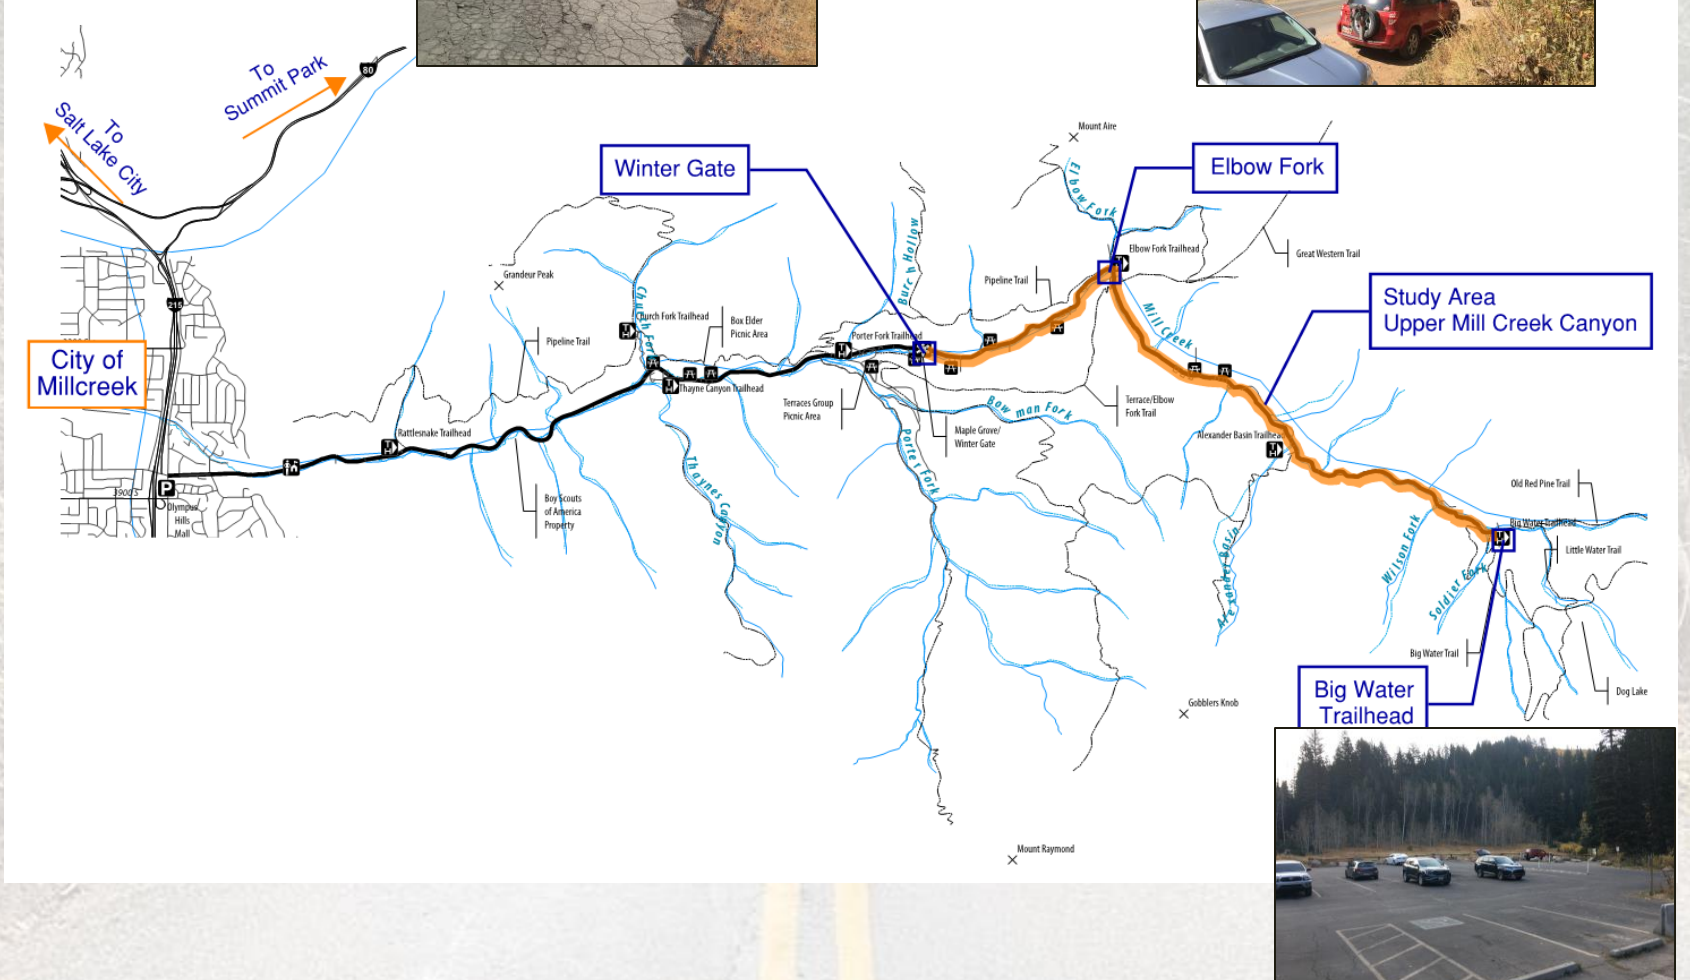 To
Summit Park
80
To
Salt Lake City
Winter Gate
Elbow Fork
Mount Aire
Elbow Fork
Elbow Fork Trailhead
Great Western Trail
Burch Hollow
Grandeur Peak
Pipeline Trail
215
Study Area
Upper Mill Creek Canyon
Church Fork
Burch Fork Trailhead
Box Elder
Picnic Area
Pipeline Trail
Porter Fork Trailhead
Mill Creek
City of
Millcreek
Thayne Canyon Trailhead
Terraces Group
Picnic Area
Bowman Fork
Terrace/Elbow
Fork Trail
Maple Grove/
Winter Gate
Rattlesnake Trailhead
Alexander Basin Trailhead
Porter Fork
Thaynes Canyon
P
3900 S
Olympus
Hills
Mall
Boy Scouts
of America
Property
Old Red Pine Trail
Big Water Trailhead
Little Water Trail
Wilson Fork
Soldier Fork
Alexander Basin
Big Water Trail
Dog Lake
Big Water
Trailhead
Gobblers Knob
Mount Raymond